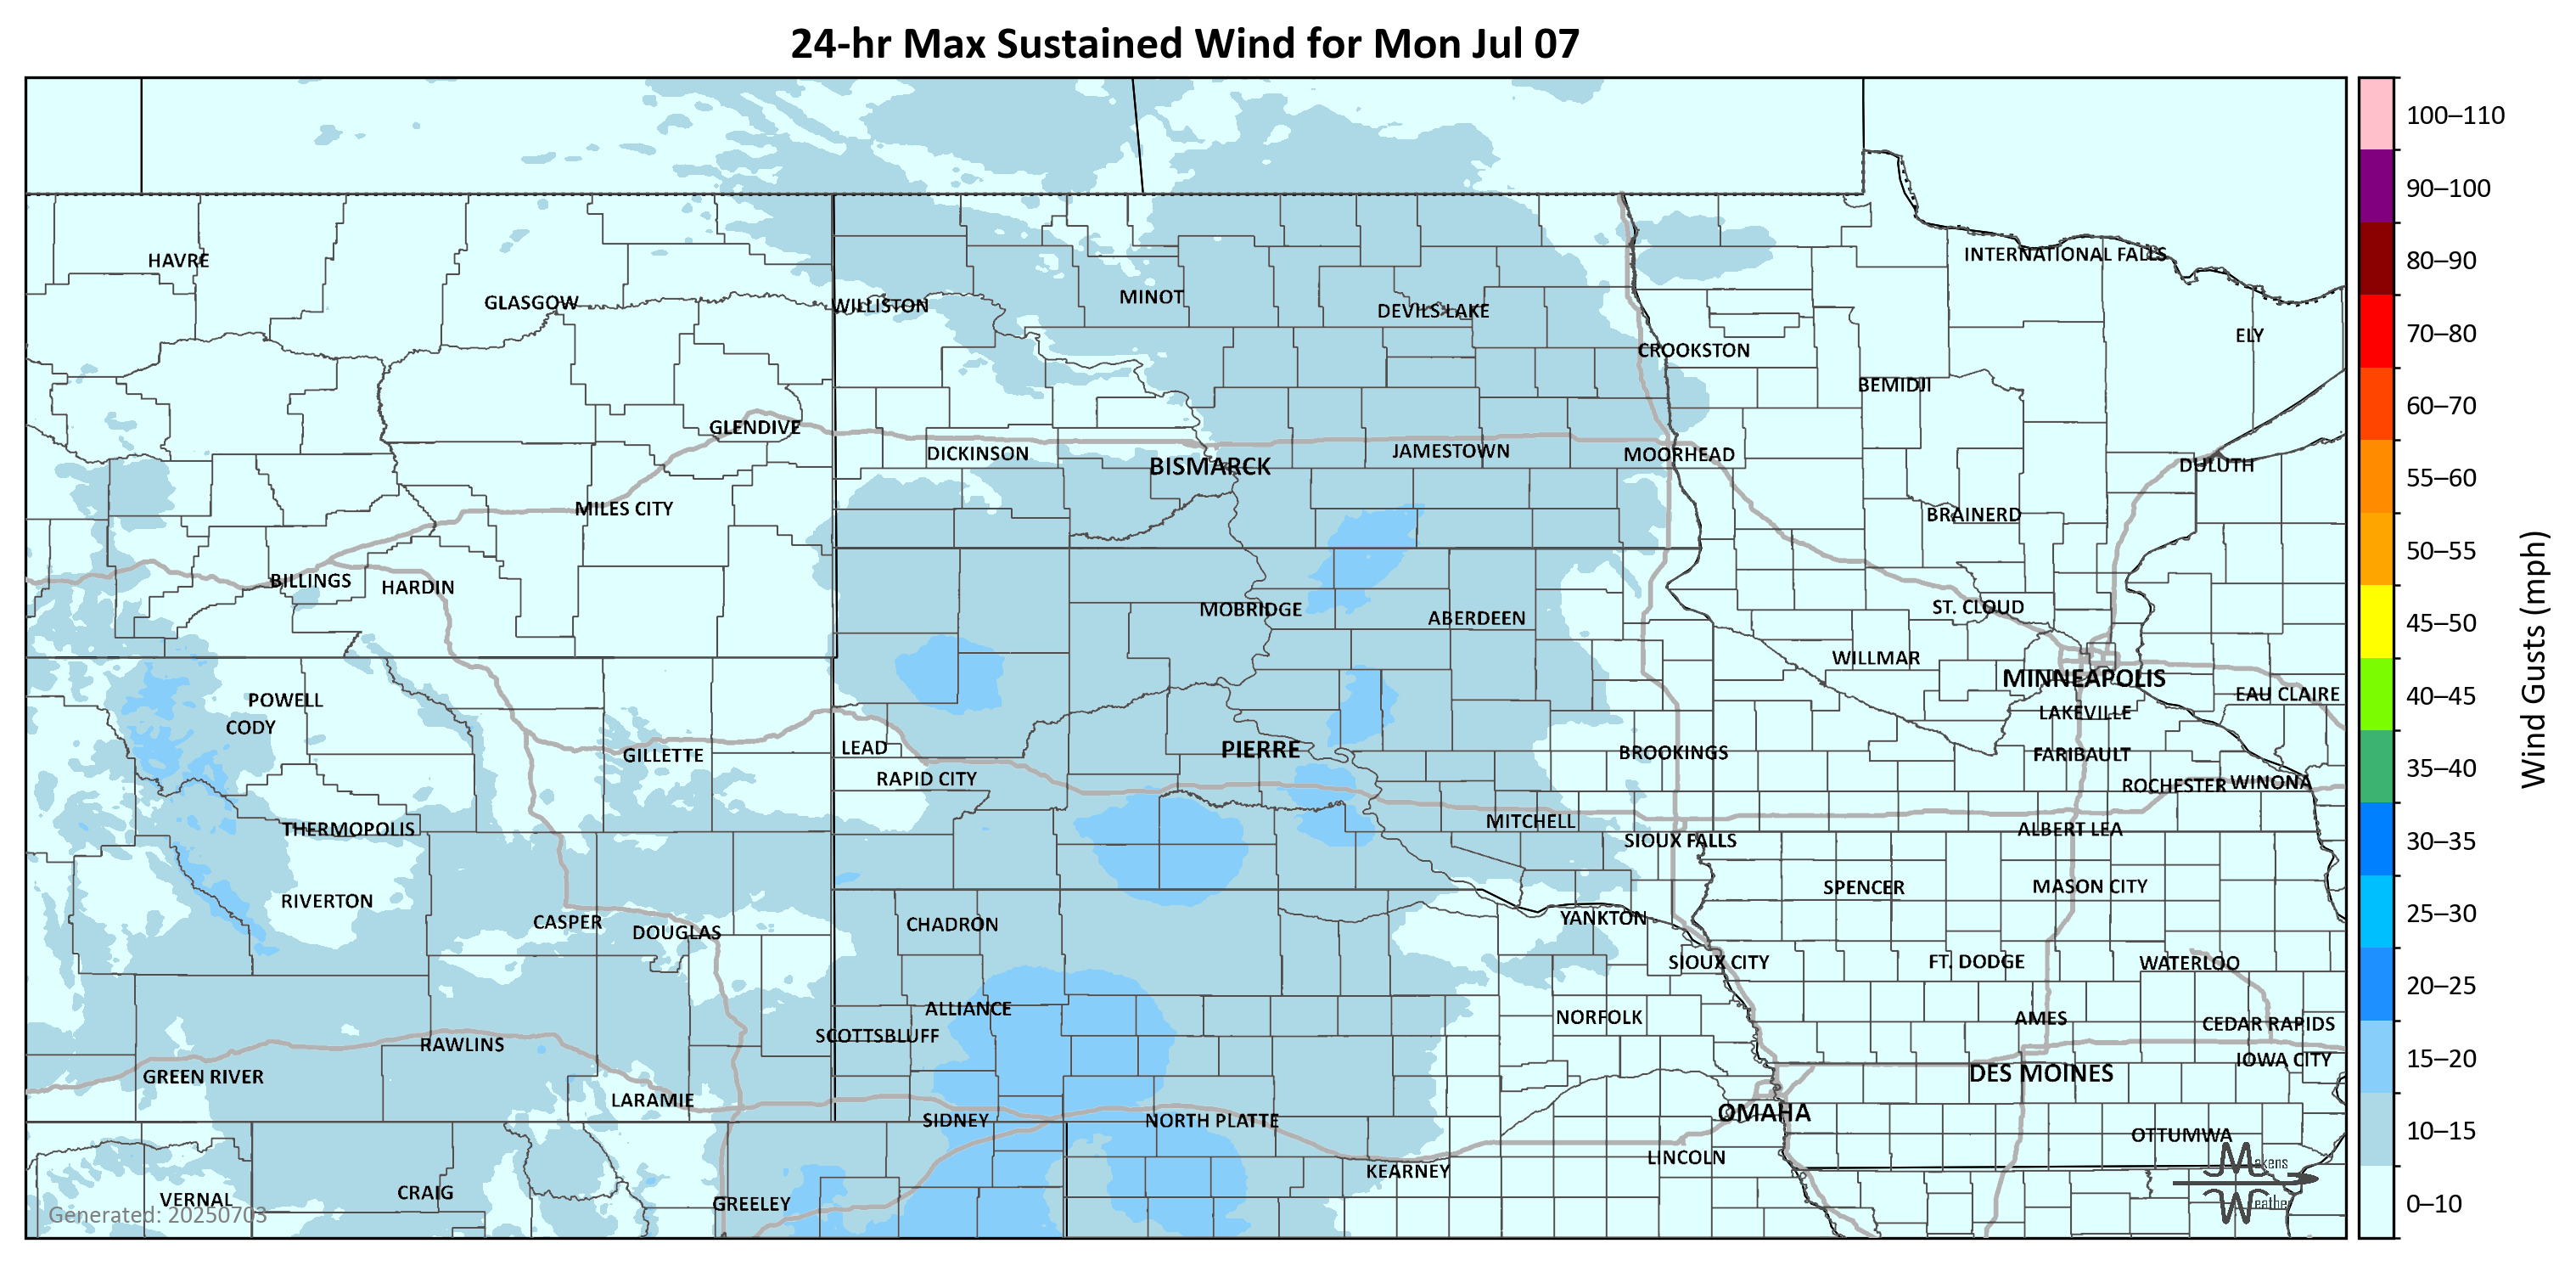 24-hr Max Sustained Wind for Mon Jul 07
100–110
90–100
80–90
70–80
60–70
55–60
50–55
45–50
40–45
35–40
30–35
25–30
20–25
15–20
10–15
0–10
Wind Gusts (mph)
HAVRE
GLASGOW
WILLISTON
MINOT
DEVILS LAKE
INTERNATIONAL FALLS
ELY
CROOKSTON
BEMIDJI
GLENDIVE
DICKINSON
BISMARCK
JAMESTOWN
MOORHEAD
DULUTH
MILES CITY
BRAINERD
BILLINGS
HARDIN
MOBRIDGE
ABERDEEN
ST. CLOUD
WILLMAR
MINNEAPOLIS
EAU CLAIRE
POWELL
CODY
LAKEVILLE
GILLETTE
LEAD
PIERRE
BROOKINGS
FARIBAULT
RAPID CITY
ROCHESTER
WINONA
THERMOPOLIS
MITCHELL
SIOUX FALLS
ALBERT LEA
RIVERTON
CASPER
DOUGLAS
CHADRON
YANKTON
SPENCER
MASON CITY
SIOUX CITY
FT. DODGE
WATERLOO
ALLIANCE
SCOTTSBLUFF
NORFOLK
AMES
CEDAR RAPIDS
RAWLINS
GREEN RIVER
IOWA CITY
DES MOINES
LARAMIE
SIDNEY
NORTH PLATTE
OMAHA
OTTUMWA
KEARNEY
LINCOLN
VERNAL
CRAIG
GREELEY
Generated: 20250703
Makens
Weather